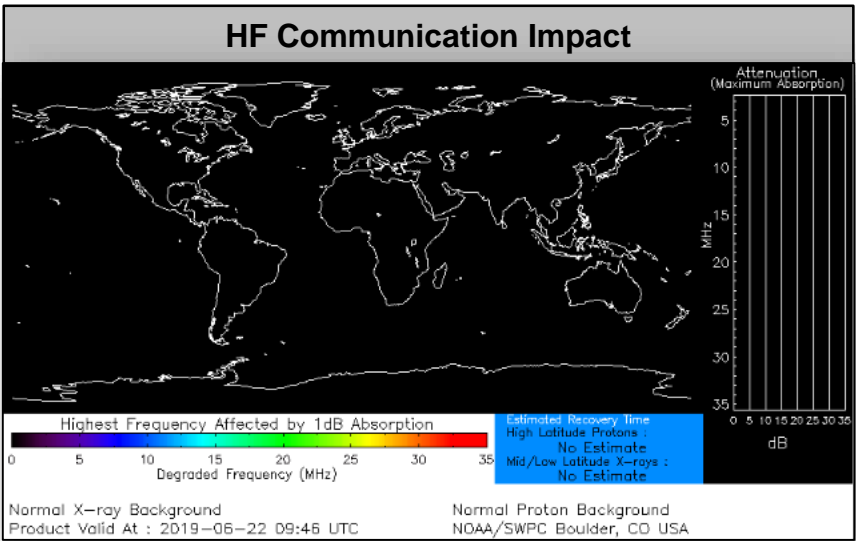 HF Communication Impact
Attenuation
(Maximum Absorption)
5
10
15
20
25
30
35
MHz
0 5 10 15 20 25 30 35
dB
Highest Frequency Affected by 1dB Absorption
0 5 10 15 20 25 30 35
Degraded Frequency (MHz)
Estimated Recovery Time
High Latitude Protons :
No Estimate
Mid/Low Latitude X-rays :
No Estimate
Normal X-ray Background
Normal Proton Background
Product Valid At : 2019-06-22 09:46 UTC
NOAA/SWPC Boulder, CO USA